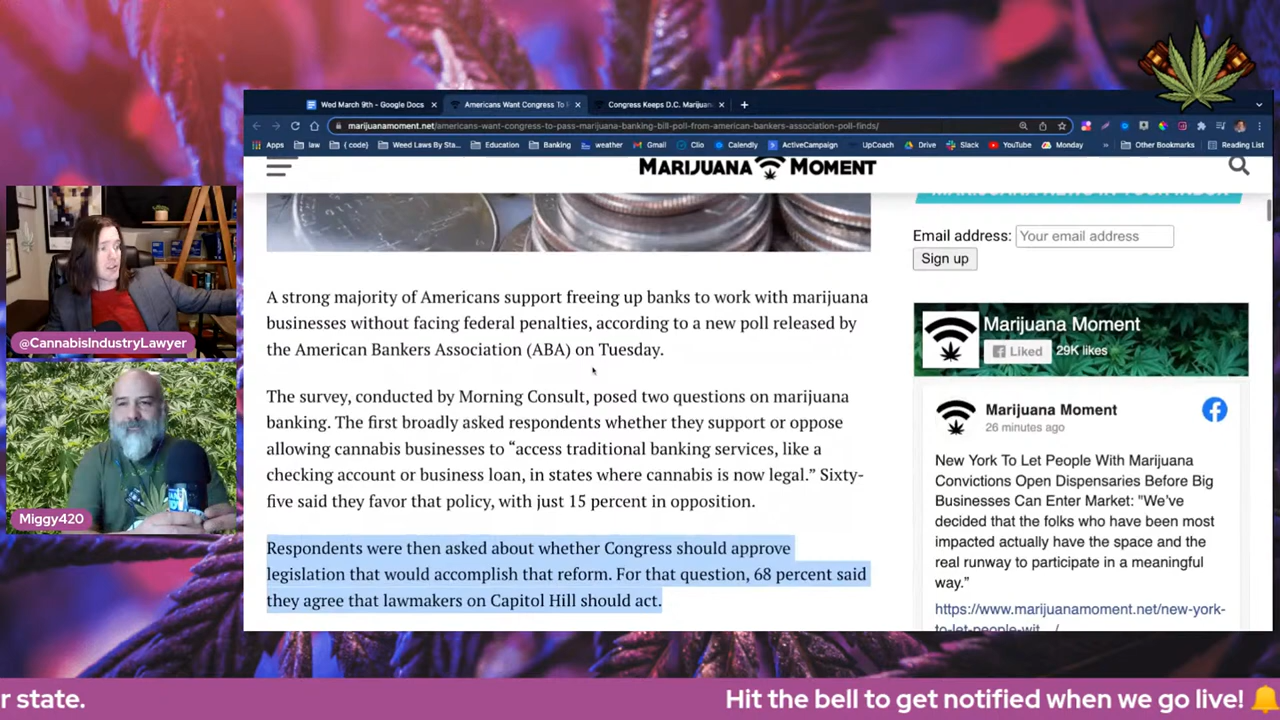 Wed March 9th - Google Docs
Americans Want Congress To
Congress Keeps D.C. Marijuan
marijuanamoment.net/americans-want-congress-to-pass-marijuana-banking-bill-poll-from-american-bankers-association-poll-finds/
Apps law ( code) Weed Laws By Sta... Education Banking weather Gmail Clio Calendly ActiveCampaign UpCoach Drive Slack YouTube Monday Other Bookmarks Reading List
MARIJUANA MOMENT
Email address: Your email address
Sign up
A strong majority of Americans support freeing up banks to work with marijuana
businesses without facing federal penalties, according to a new poll released by
the American Bankers Association (ABA) on Tuesday.
The survey, conducted by Morning Consult, posed two questions on marijuana
banking. The first broadly asked respondents whether they support or oppose
allowing cannabis businesses to “access traditional banking services, like a
checking account or business loan, in states where cannabis is now legal.” Sixty-
five said they favor that policy, with just 15 percent in opposition.
Respondents were then asked about whether Congress should approve
legislation that would accomplish that reform. For that question, 68 percent said
they agree that lawmakers on Capitol Hill should act.
Marijuana Moment
Liked 29K likes
Marijuana Moment
26 minutes ago
New York To Let People With Marijuana
Convictions Open Dispensaries Before Big
Businesses Can Enter Market: "We've
decided that the folks who have been most
impacted actually have the space and the
real runway to participate in a meaningful
way.”
https://www.marijuanamoment.net/new-york-
to-let-people-wit... /
@CannabisIndustryLawyer
Miggy420
r state.
Hit the bell to get notified when we go live!